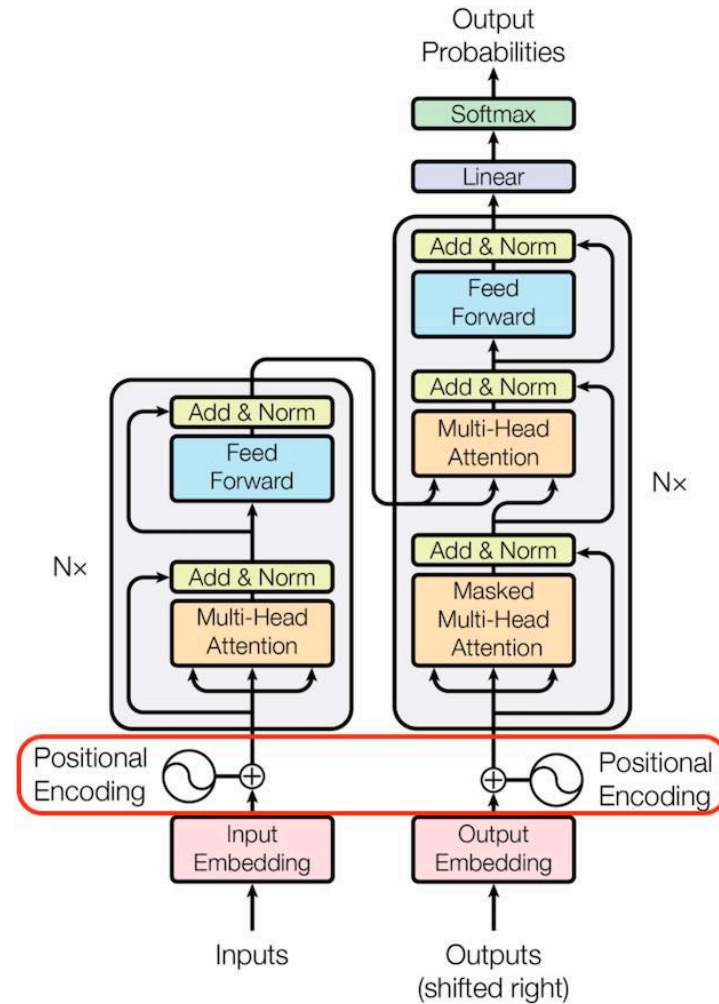 Output
Probabilities
Softmax
Linear
Add & Norm
Feed
Forward
Add & Norm
Multi-Head
Attention
Add & Norm
Masked
Multi-Head
Attention
Nx
Add & Norm
Feed
Forward
Add & Norm
Multi-Head
Attention
Nx
Positional
Encoding
Positional
Encoding
Input
Embedding
Output
Embedding
Inputs
Outputs
(shifted right)